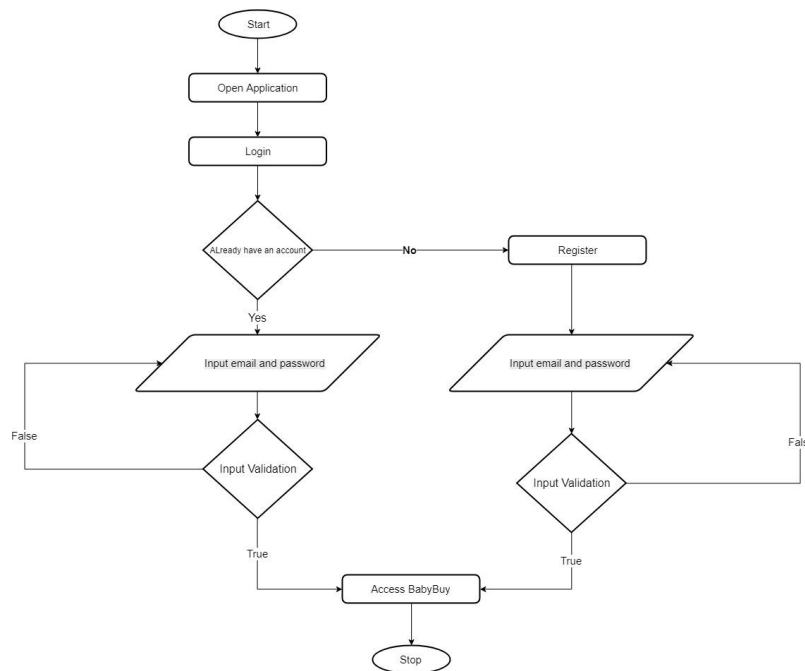 Start
Open Application
Login
ALready have an account
No
Register
Yes
Input email and password
Input email and password
False
Fals
Input Validation
Input Validation
True
True
Access BabyBuy
Stop